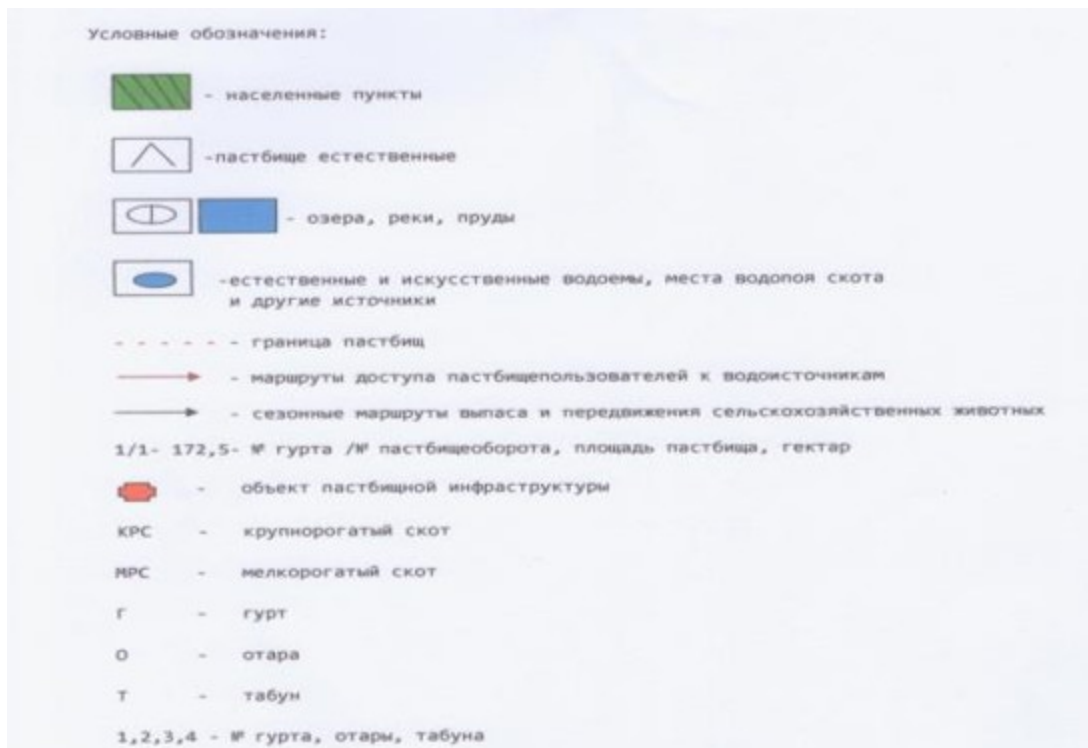 Условные обозначения:
- населенные пункты
-пастбище естественные
- озера, реки, пруды
-естественные и искусственные водоемы, места водопоя скота
и другие источники
- граница пастбищ
- маршруты доступа пастбищепользователей к водоисточникам
- сезонные маршруты выпаса и передвижения сельскохозяйственных животных
1/1- 172,5- № гурта /№ пастбищеоборота, площадь пастбища, гектар
- объект пастбищной инфраструктуры
КРС - крупнорогатый скот
МРС - мелкорогатый скот
Г - гурт
О - отара
Т - табун
1,2,3,4 - № гурта, отары, табуна